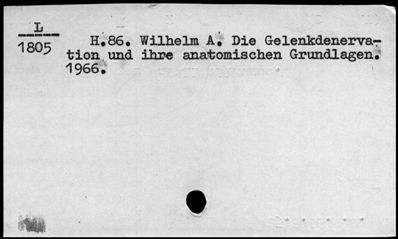 L
1805
H.86. Wilhelm A. Die Gelenkdenerva-
tion und ihre anatomischen Grundlagen.
1966.